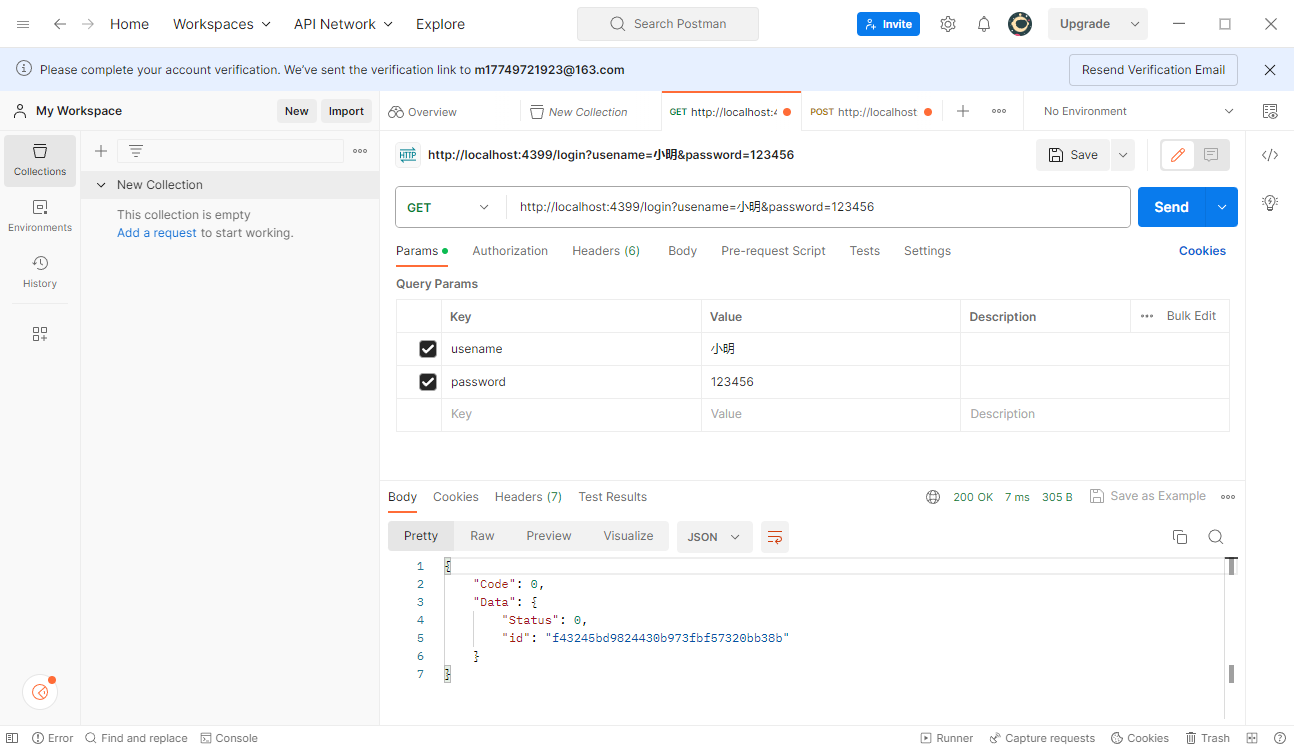 Home Workspaces API Network Explore Search Postman Invite Upgrade
Please complete your account verification. We've sent the verification link to m17749721923@163.com Resend Verification Email
My Workspace New Import Overview New Collection GET http://localhost:4 POST http://localhost No Environment
HTTP http://localhost:4399/login?usename=小明&password=123456 Save
Collections
New Collection
This collection is empty
Add a request to start working.
Environments
History
GET http://localhost:4399/login?usename=小明&password=123456 Send
Params Authorization Headers (6) Body Pre-request Script Tests Settings Cookies
Query Params
Key Value Description Bulk Edit
usename 小明
password 123456
Key Value Description
Body Cookies Headers (7) Test Results 200 OK 7 ms 305 B Save as Example
Pretty Raw Preview Visualize JSON
1 {
2 "Code": 0,
3 "Data": {
4 "Status": 0,
5 "id": "f43245bd9824430b973fbf57320bb38b"
6 }
7 }
Error Find and replace Console Runner Capture requests Cookies Trash